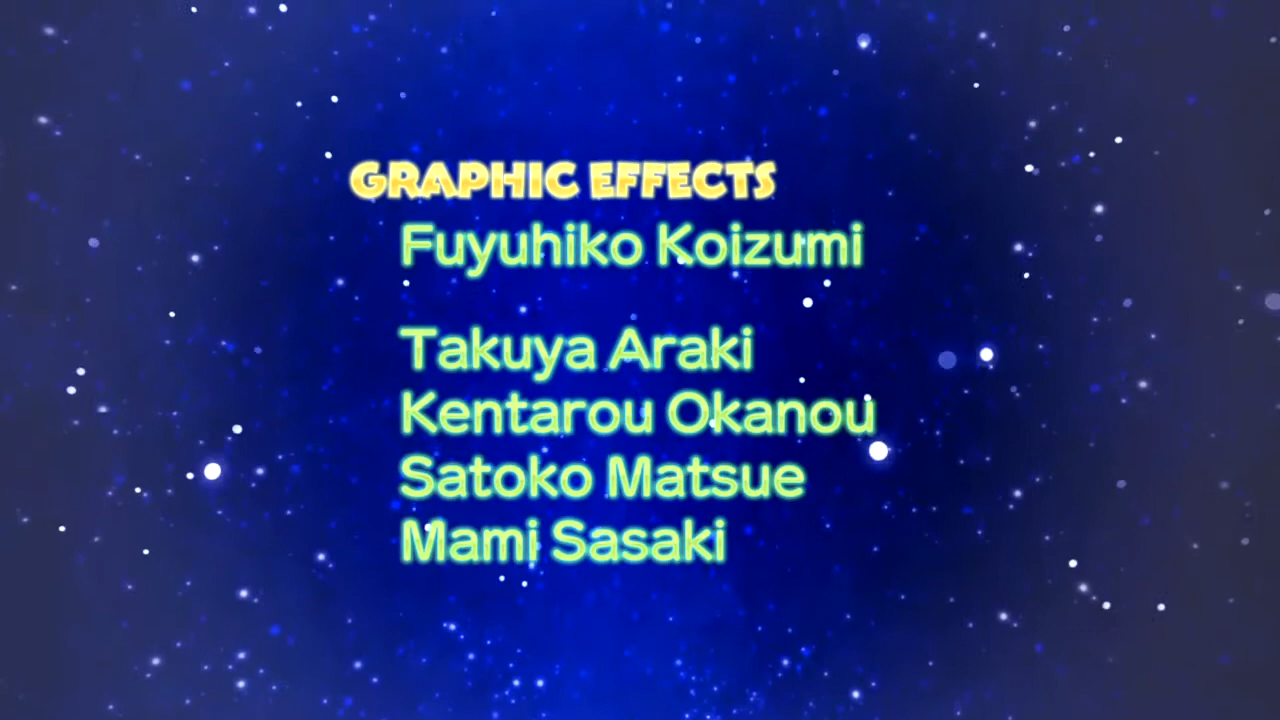 GRAPHIC EFFECTS
Fuyuhiko Koizumi
Takuya Araki
Kentarou Okanou
Satoko Matsue
Mami Sasaki